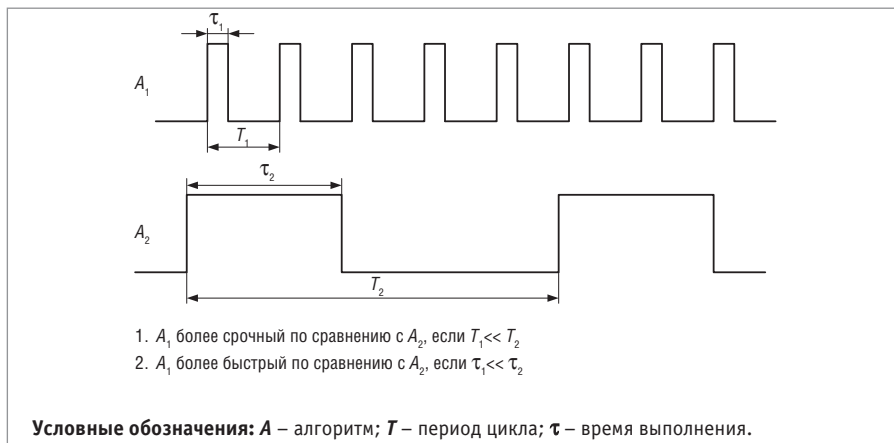 τ₁
A₁
T₁
τ₂
A₂
T₂
1. A₁ более срочный по сравнению с A₂, если T₁<< T₂
2. A₁ более быстрый по сравнению с A₂, если τ₁<< τ₂
Условные обозначения: A – алгоритм; T – период цикла; τ – время выполнения.